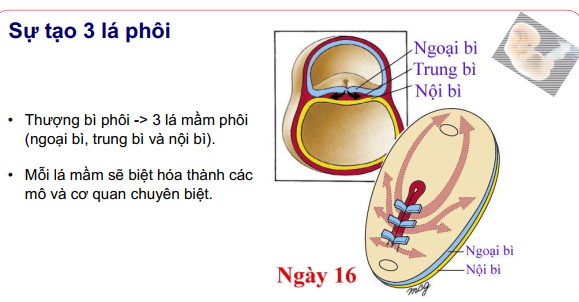 Sự tạo 3 lá phôi
• Thượng bì phôi -> 3 lá mầm phôi
(ngoại bì, trung bì và nội bì).
• Mỗi lá mầm sẽ biệt hóa thành các
mô và cơ quan chuyên biệt.
Ngoại bì
Trung bì
Nội bì
Ngoại bì
Nội bì
Ngày 16